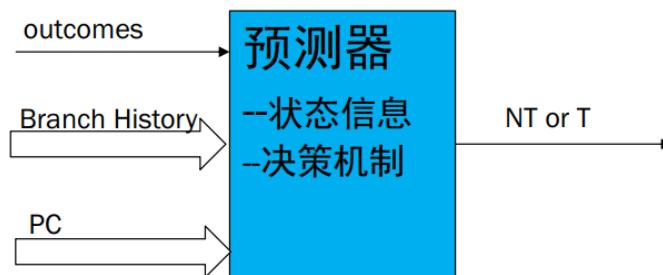 outcomes
预测器
Branch History
--状态信息
NT or T
--决策机制
PC